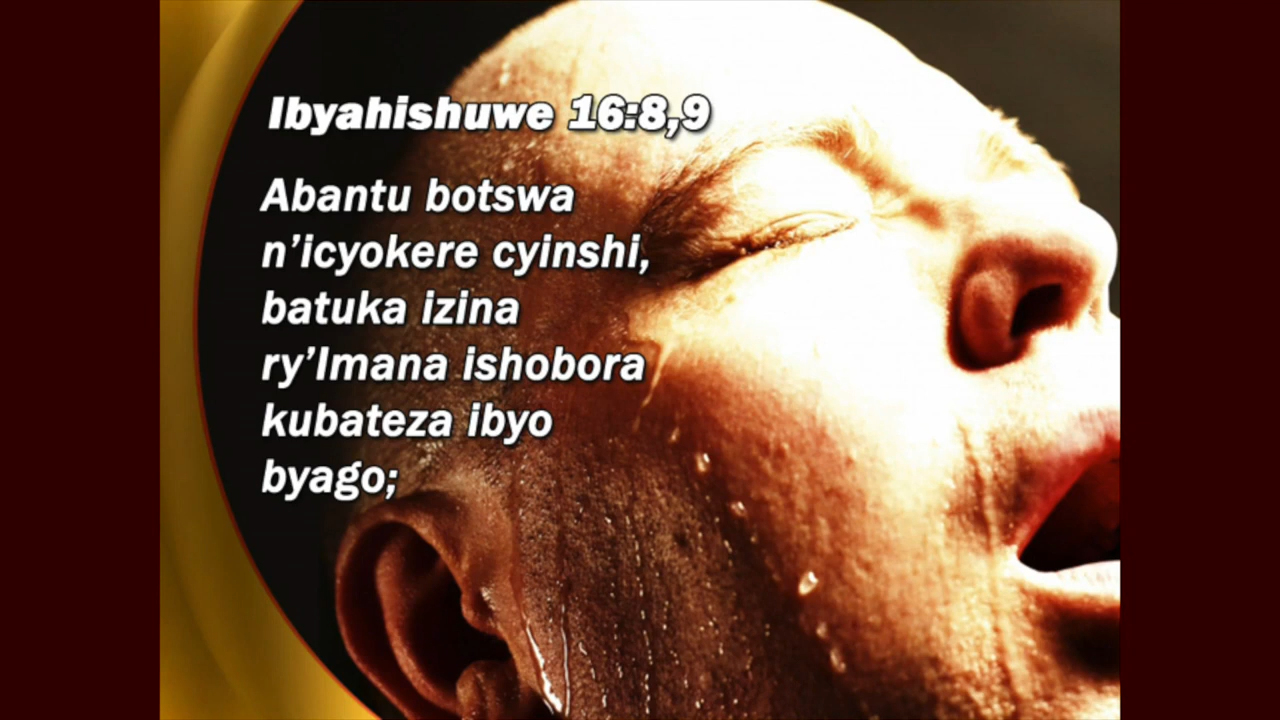 Ibyahishuwe 16:8,9
Abantu botswa
n’icyokere cyinshi,
batuka izina
ry’Imana ishobora
kubateza ibyo
byago;